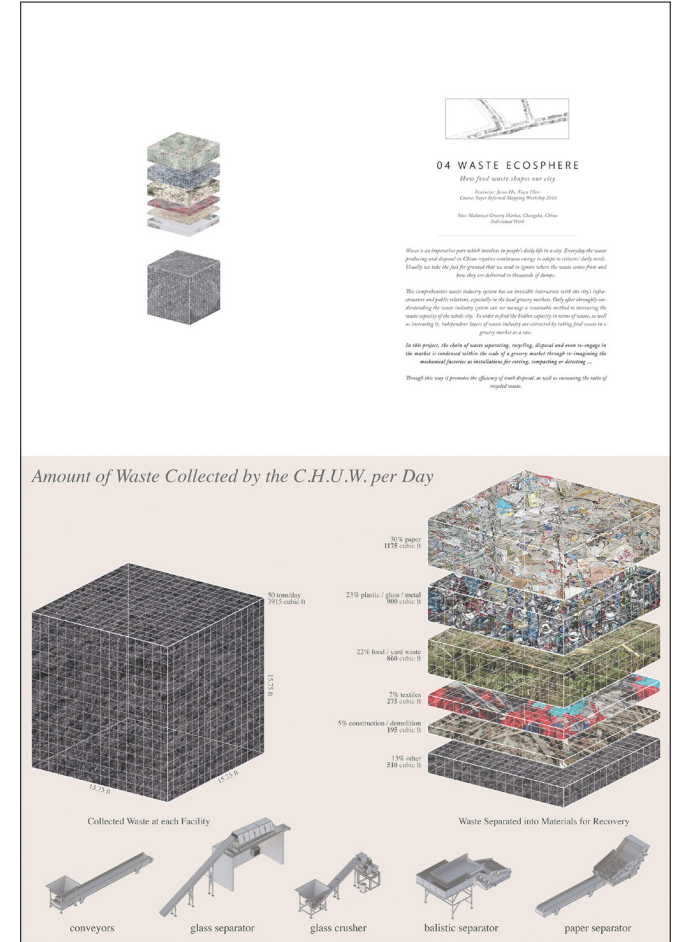 04 WASTE ECOSPHERE
How food waste shapes our city
Instructor: Jason Ho, Xuan Chen
Course: Super Informal Mapping Workshop 2016
Site: Malanwan Grocery Market, Changsha, China
Individual Work
Waste is an imperative part which involves in people's daily life in a city. Everyday the waste
producing and disposal in China requires continuous energy to adapt to citizens' daily needs.
Usually we take the fact for granted that we tend to ignore where the waste come from and
how they are delivered to thousands of dumps.
This comprehensive waste industry system has an invisible interaction with the city's infra-
structure and public relations, especially in the local grocery markets. Only after throughly un-
derstanding the waste industry system can we manage a reasonable method to increasing the
waste capacity of the whole city. In order to find the hidden capacity in terms of waste, as well
as increasing it, independent layers of waste industry are extracted by taking food waste in a
grocery market as a case.
In this project, the chain of waste separating, recycling, disposal and even re-engage in
the market is condensed within the scale of a grocery market through re-imagining the
mechanical factories as installations for sorting, compacting or detecting ...
Through this way it promotes the efficiency of trash disposal, as well as increasing the ratio of
recycled waste.
Amount of Waste Collected by the C.H.U.W. per Day
30% paper
1175 cubic ft
50 tons/day
3915 cubic ft
23% plastic / glass / metal
900 cubic ft
22% food / yard waste
860 cubic ft
15.75 ft
7% textiles
275 cubic ft
5% construction / demolition
195 cubic ft
13% other
510 cubic ft
15.75 ft
15.75 ft
Collected Waste at each Facility
Waste Separated into Materials for Recovery
conveyors
glass separator
glass crusher
balistic separator
paper separator